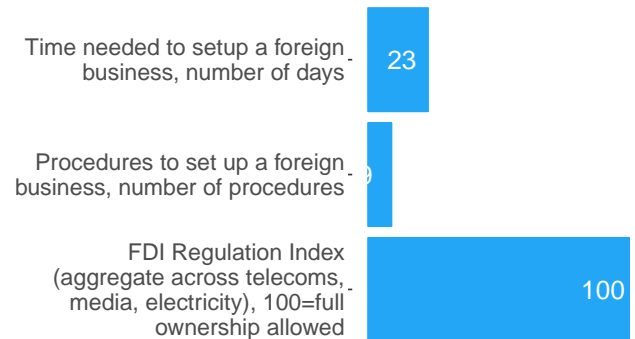 Time needed to setup a foreign
business, number of days
23
Procedures to set up a foreign
business, number of procedures
9
FDI Regulation Index
(aggregate across telecoms,
media, electricity), 100=full
ownership allowed
100